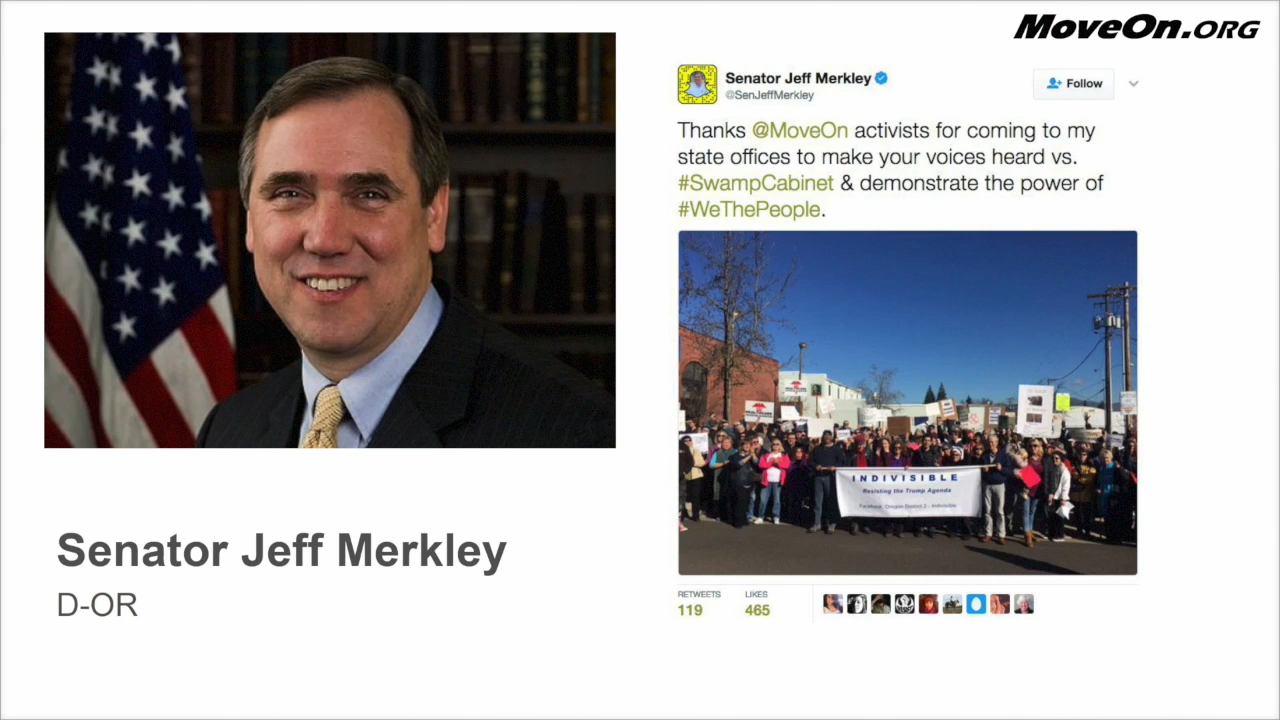 MoveOn.ORG
Senator Jeff Merkley
@SenJeffMerkley
Follow
Thanks @MoveOn activists for coming to my
state offices to make your voices heard vs.
#SwampCabinet & demonstrate the power of
#WeThePeople.
INDIVISIBLE
Resisting the Trump Agenda
RETWEETS
119
LIKES
465
Senator Jeff Merkley
D-OR